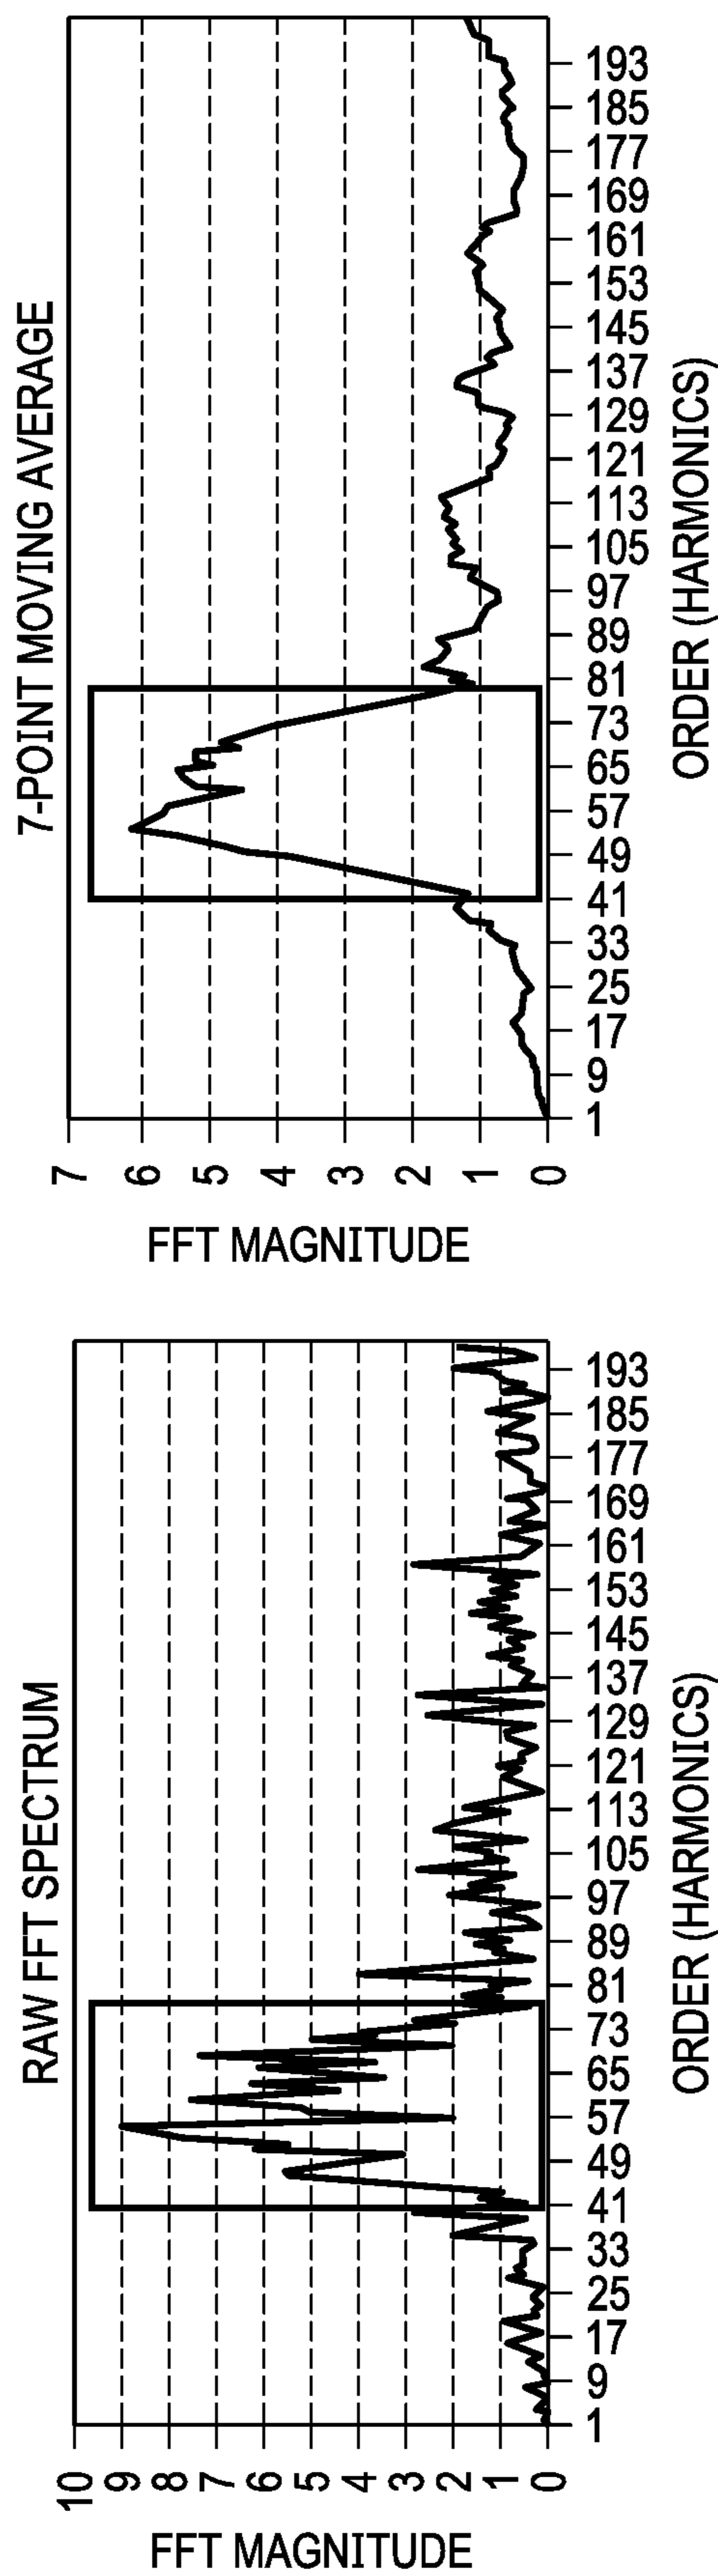 RAW FFT SPECTRUM
FFT MAGNITUDE
10
9
8
7
6
5
4
3
2
1
0
1 9 17 25 33 41 49 57 65 73 81 89 97 105 113 121 129 137 145 153 161 169 177 185 193
ORDER (HARMONICS)
7-POINT MOVING AVERAGE
FFT MAGNITUDE
7
6
5
4
3
2
1
0
1 9 17 25 33 41 49 57 65 73 81 89 97 105 113 121 129 137 145 153 161 169 177 185 193
ORDER (HARMONICS)